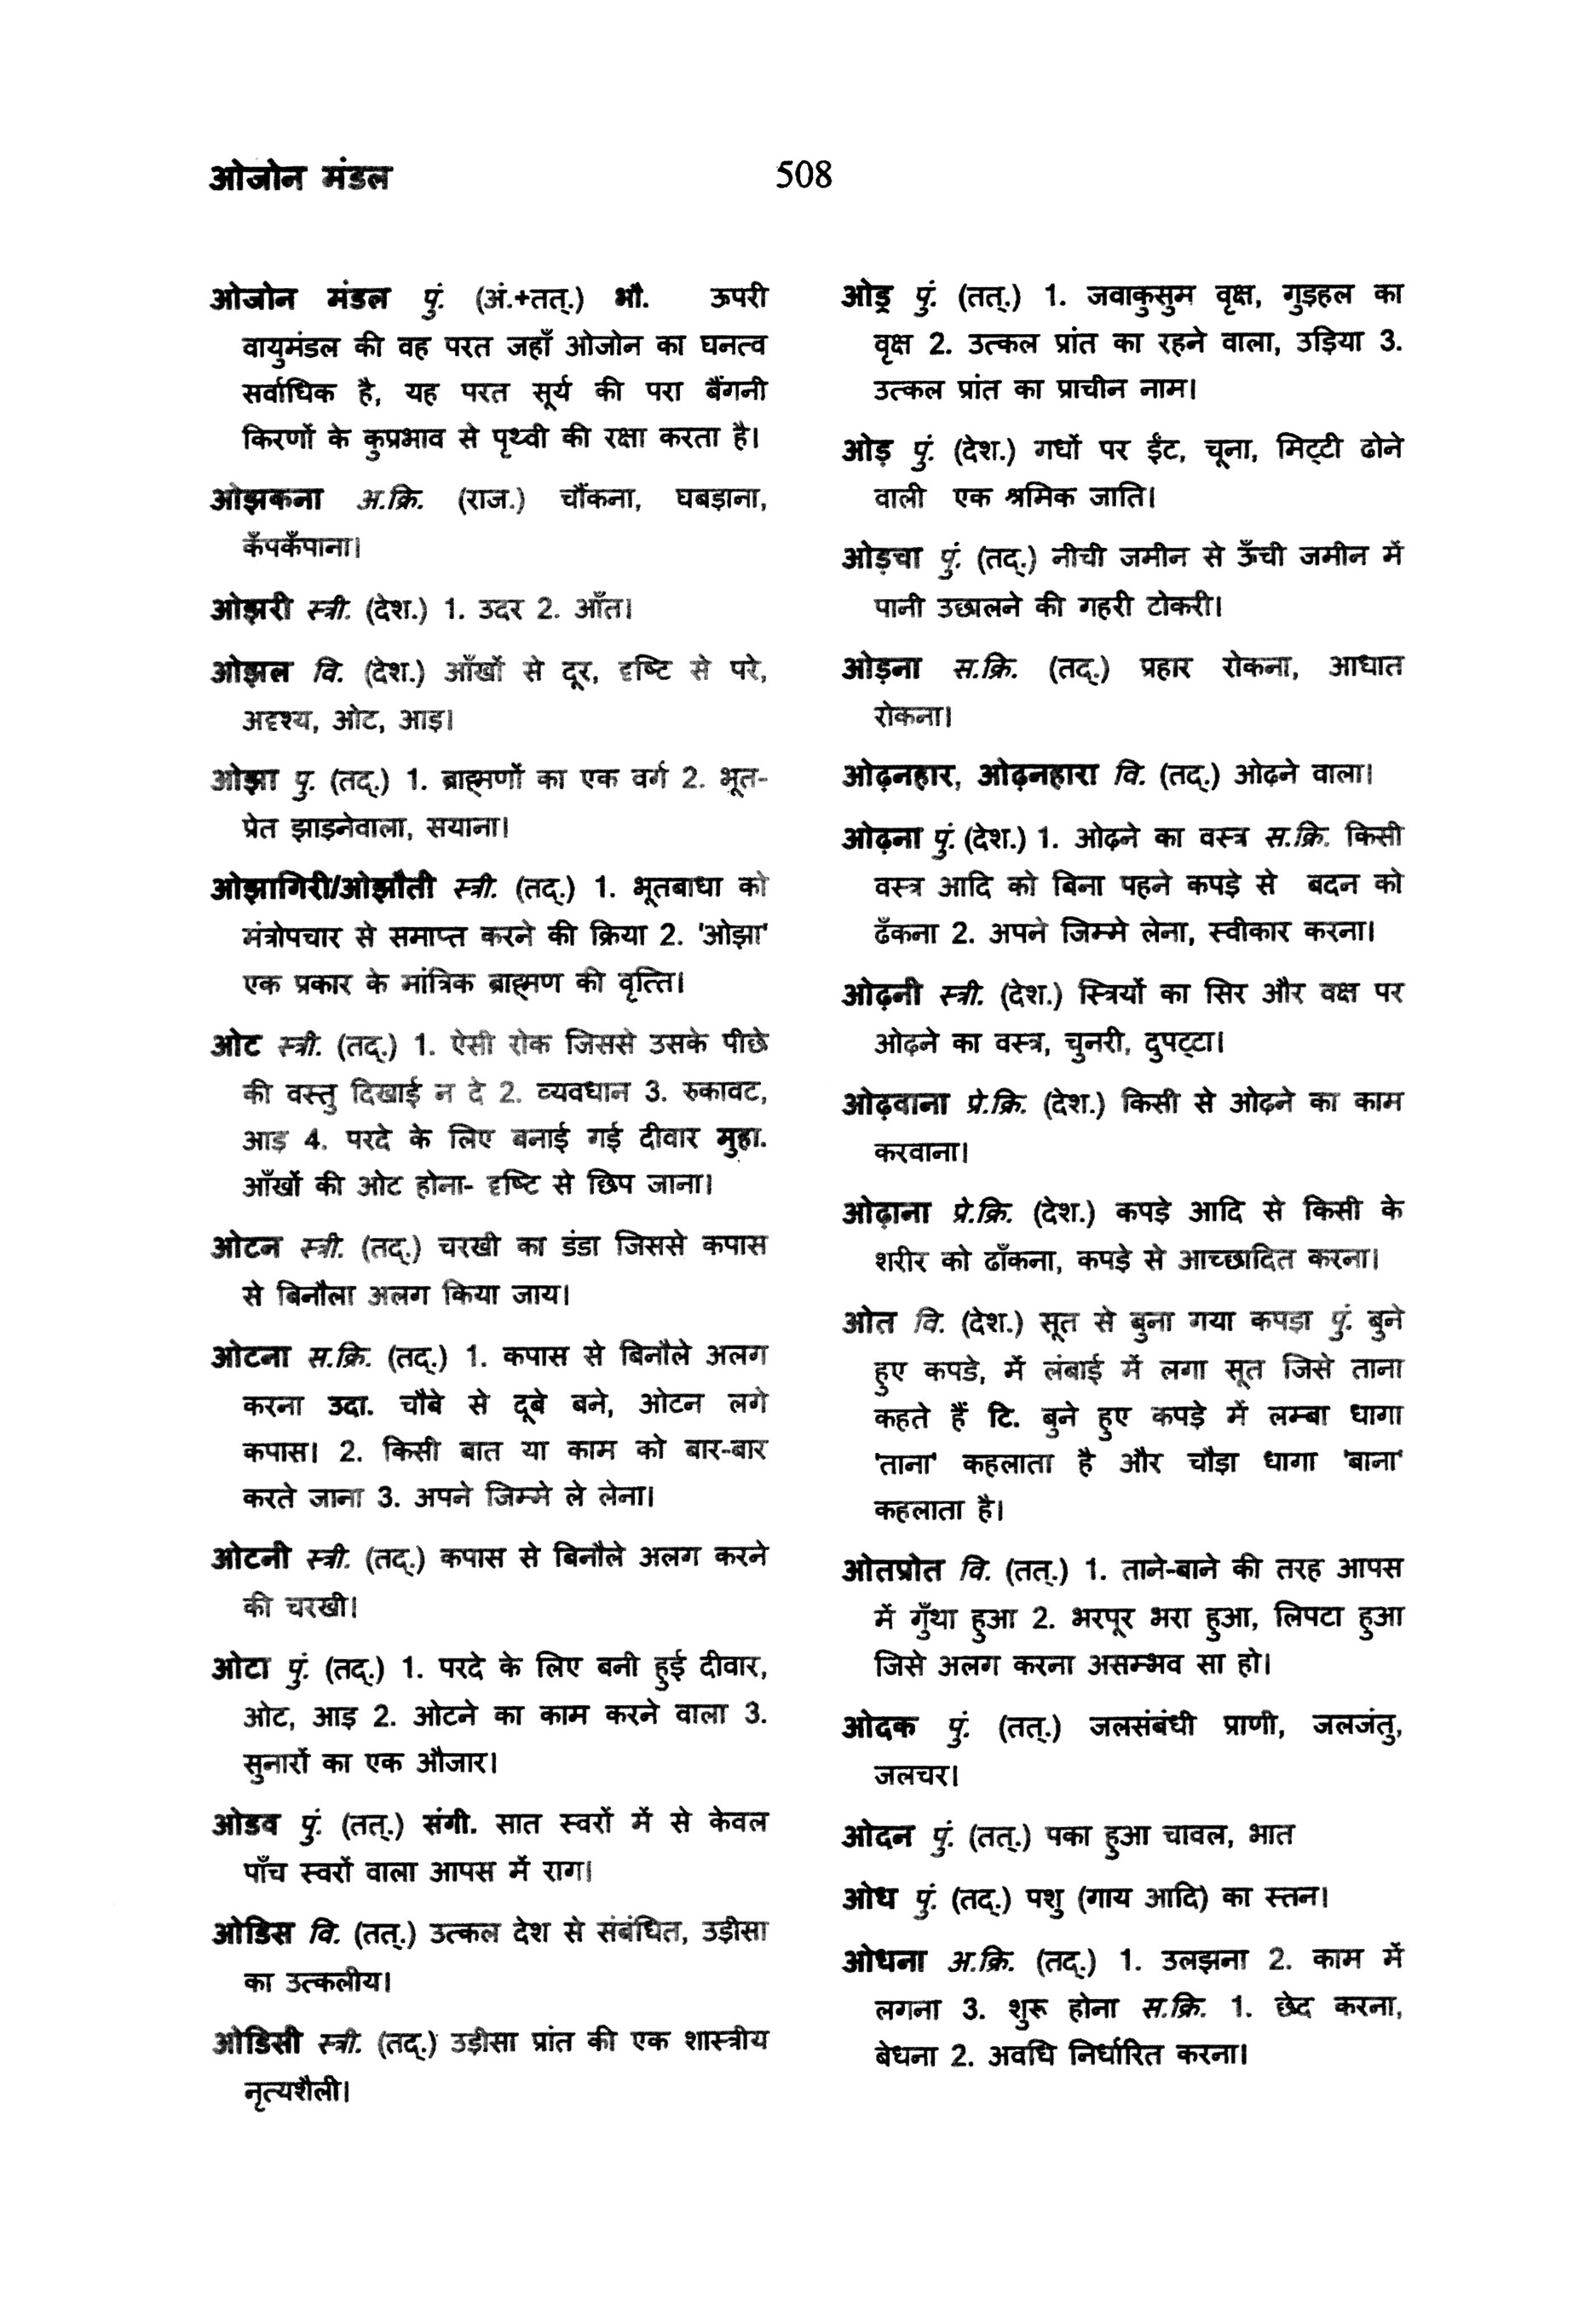 ओजोन मंडल
508
ओजोन मंडल पुं. (अं.+तत्.) भौ. ऊपरी
वायुमंडल की वह परत जहाँ ओजोन का घनत्व
सर्वाधिक है, यह परत सूर्य की परा बैंगनी
किरणों के कुप्रभाव से पृथ्वी की रक्षा करता है।
ओझकना अ.क्रि. (राज.) चौंकना, घबड़ाना,
कँपकँपाना।
ओझरी स्त्री. (देश.) 1. उदर 2. आँत।
ओझल वि. (देश.) आँखों से दूर, दृष्टि से परे,
अदृश्य, ओट, आड़।
ओझा पु. (तद्.) 1. ब्राह्मणों का एक वर्ग 2. भूत-
प्रेत झाड़नेवाला, सयाना।
ओझागिरी/ओझौती स्त्री. (तद्.) 1. भूतबाधा को
मंत्रोपचार से समाप्त करने की क्रिया 2. 'ओझा'
एक प्रकार के मांत्रिक ब्राह्मण की वृत्ति।
ओट स्त्री. (तद्.) 1. ऐसी रोक जिससे उसके पीछे
की वस्तु दिखाई न दे 2. व्यवधान 3. रुकावट,
आड़ 4. परदे के लिए बनाई गई दीवार मुहा.
आँखों की ओट होना- दृष्टि से छिप जाना।
ओटन स्त्री. (तद्.) चरखी का डंडा जिससे कपास
से बिनौला अलग किया जाय।
ओटना स.क्रि. (तद्.) 1. कपास से बिनौले अलग
करना उदा. चौबे से दूबे बने, ओटन लगे
कपास। 2. किसी बात या काम को बार-बार
करते जाना 3. अपने जिम्मे ले लेना।
ओटनी स्त्री. (तद्.) कपास से बिनौले अलग करने
की चरखी।
ओटा पुं. (तद्.) 1. परदे के लिए बनी हुई दीवार,
ओट, आड़ 2. ओटने का काम करने वाला 3.
सुनारों का एक औजार।
ओडव पुं. (तत्.) संगी. सात स्वरों में से केवल
पाँच स्वरों वाला आपस में राग।
ओडिस वि. (तत्.) उत्कल देश से संबंधित, उड़ीसा
का उत्कलीय।
ओडिसी स्त्री. (तद्.) उड़ीसा प्रांत की एक शास्त्रीय
नृत्यशैली।
ओड्र पुं. (तत्.) 1. जवाकुसुम वृक्ष, गुड़हल का
वृक्ष 2. उत्कल प्रांत का रहने वाला, उड़िया 3.
उत्कल प्रांत का प्राचीन नाम।
ओड़ पुं. (देश.) गधों पर ईंट, चूना, मिट्टी ढोने
वाली एक श्रमिक जाति।
ओड़चा पुं. (तद्.) नीची जमीन से ऊँची जमीन में
पानी उछालने की गहरी टोकरी।
ओड़ना स.क्रि. (तद्.) प्रहार रोकना, आधात
रोकना।
ओढ़नहार, ओढ़नहारा वि. (तद्.) ओढ़ने वाला।
ओढ़ना पुं. (देश.) 1. ओढ़ने का वस्त्र स.क्रि. किसी
वस्त्र आदि को बिना पहने कपड़े से बदन को
ढँकना 2. अपने जिम्मे लेना, स्वीकार करना।
ओढ़नी स्त्री. (देश.) स्त्रियों का सिर और वक्ष पर
ओढ़ने का वस्त्र, चुनरी, दुपट्टा।
ओढ़वाना प्रे.क्रि. (देश.) किसी से ओढ़ने का काम
करवाना।
ओढ़ाना प्रे.क्रि. (देश.) कपड़े आदि से किसी के
शरीर को ढाँकना, कपड़े से आच्छादित करना।
ओत वि. (देश.) सूत से बुना गया कपड़ा पुं. बुने
हुए कपडे, में लंबाई में लगा सूत जिसे ताना
कहते हैं टि. बुने हुए कपड़े में लम्बा धागा
'ताना' कहलाता है और चौड़ा धागा 'बाना'
कहलाता है।
ओतप्रोत वि. (तत्.) 1. ताने-बाने की तरह आपस
में गुँथा हुआ 2. भरपूर भरा हुआ, लिपटा हुआ
जिसे अलग करना असम्भव सा हो।
ओदक पुं. (तत्.) जलसंबंधी प्राणी, जलजंतु,
जलचर।
ओदन पुं. (तत्.) पका हुआ चावल, भात
ओध पुं. (तद्.) पशु (गाय आदि) का स्तन।
ओधना अ.क्रि. (तद्.) 1. उलझना 2. काम में
लगना 3. शुरू होना स.क्रि. 1. छेद करना,
बेधना 2. अवधि निर्धारित करना।